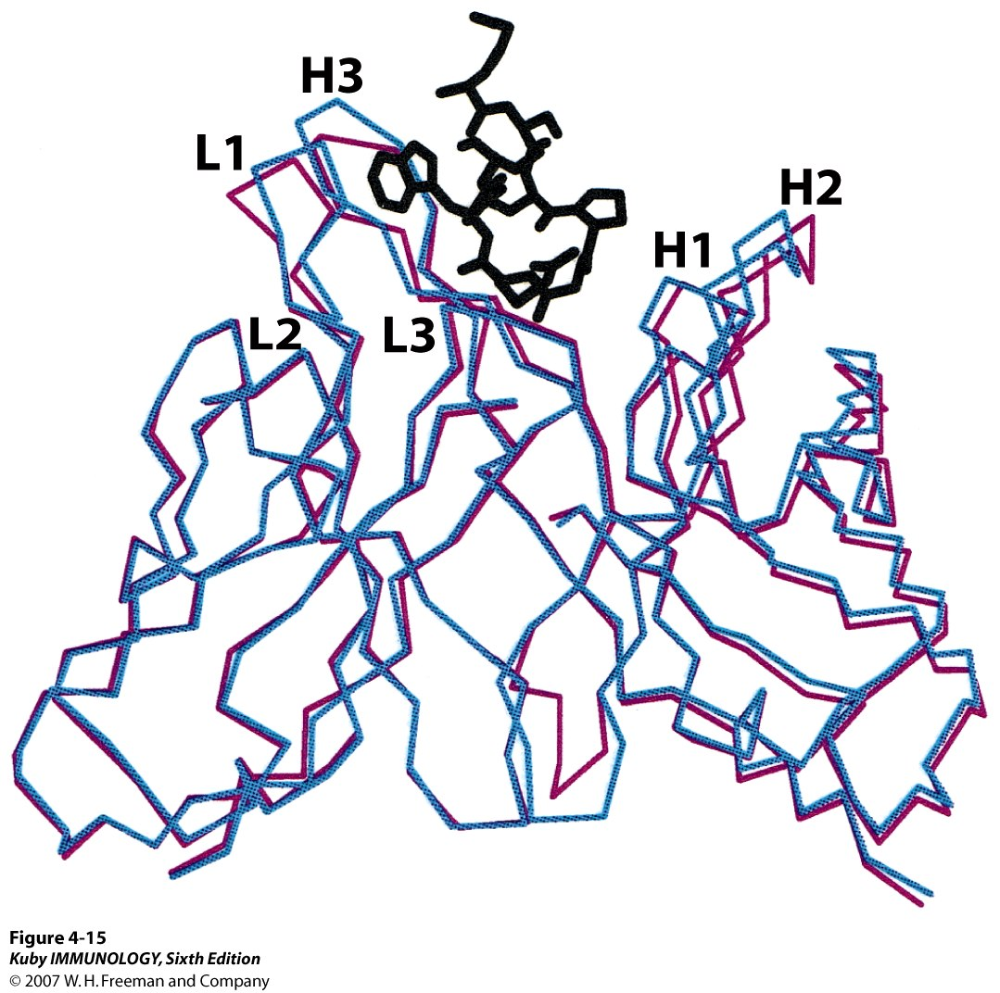 H3
L1
H2
H1
L2
L3
Figure 4-15
Kuby IMMUNOLOGY, Sixth Edition
© 2007 W. H. Freeman and Company